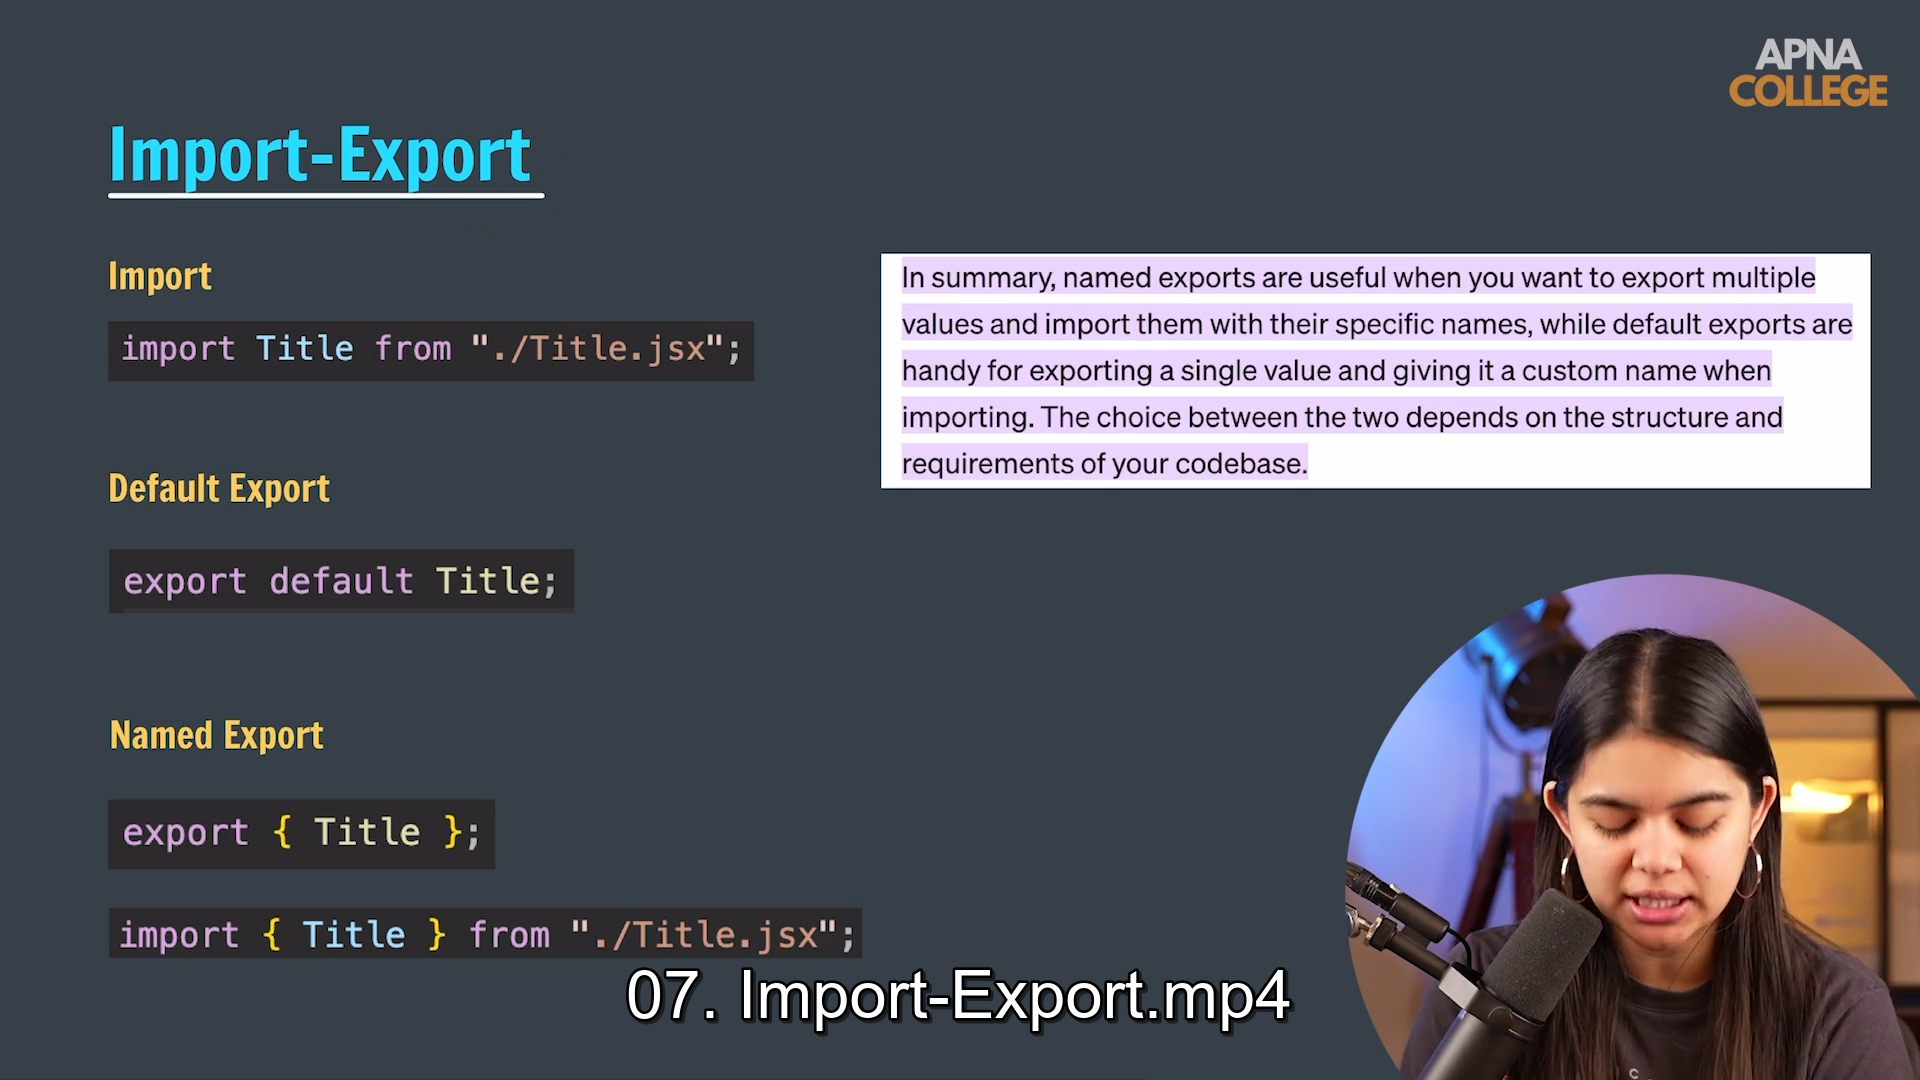 APNA
COLLEGE
Import-Export
Import
import Title from "./Title.jsx";
In summary, named exports are useful when you want to export multiple
values and import them with their specific names, while default exports are
handy for exporting a single value and giving it a custom name when
importing. The choice between the two depends on the structure and
requirements of your codebase.
Default Export
export default Title;
Named Export
export { Title };
import { Title } from "./Title.jsx";
07. Import-Export.mp4